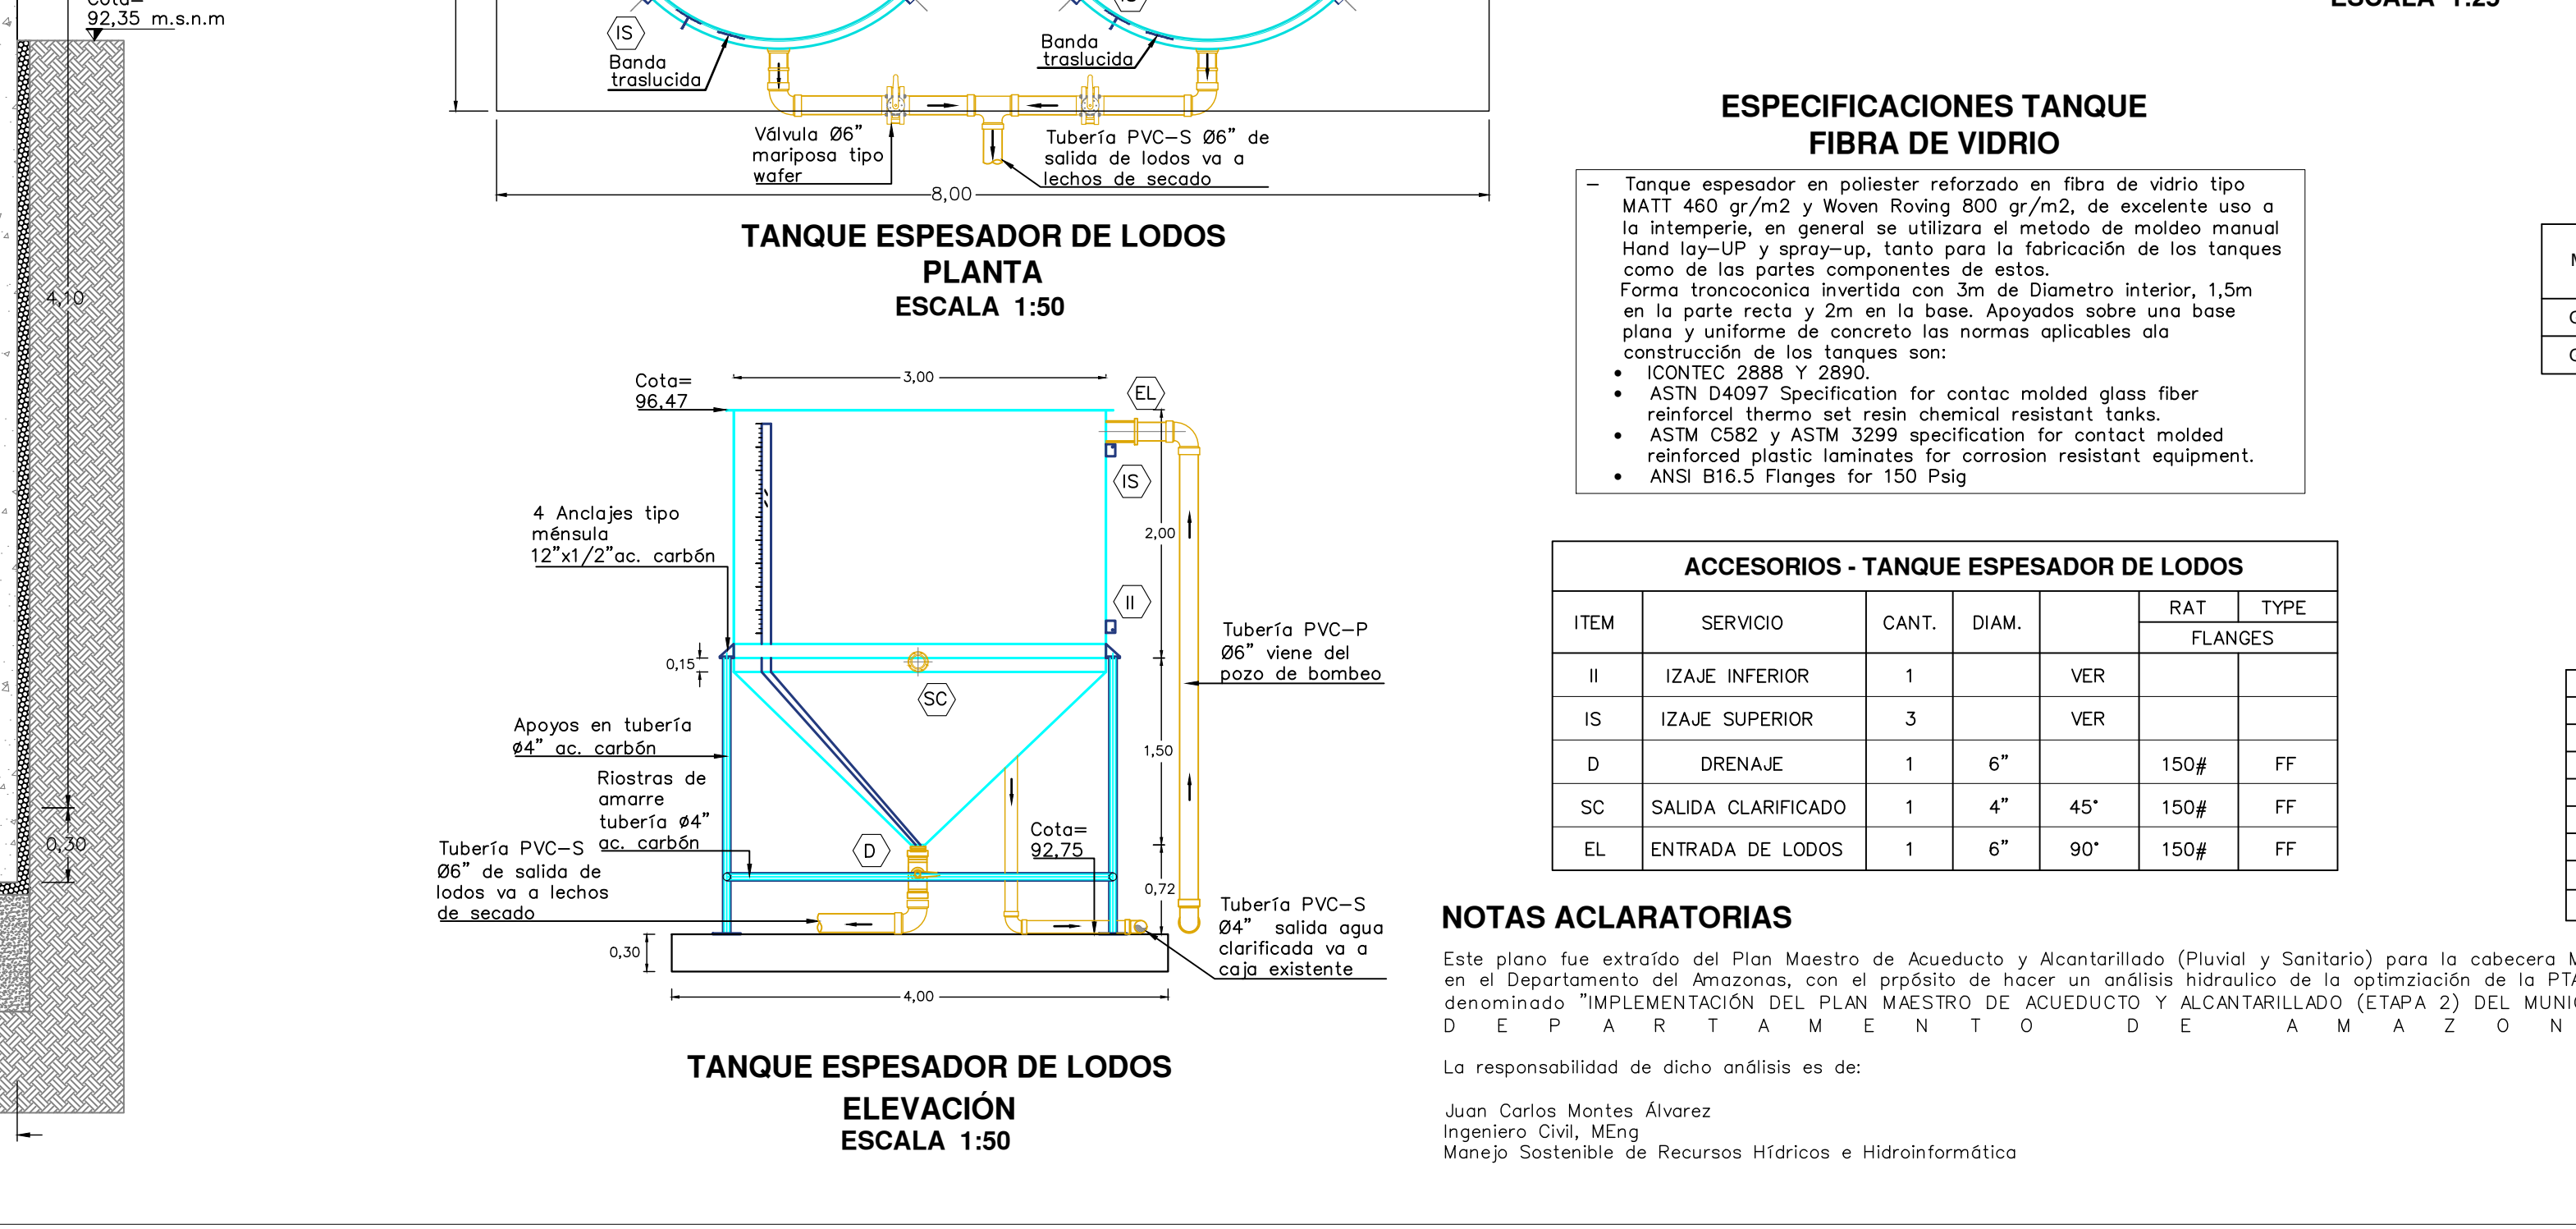 92,35 m.s.n.m
4,10
0,30
IS
Banda
traslucida
Banda
traslucida
Válvula Ø6"
mariposa tipo
wafer
Tubería PVC-S Ø6" de
salida de lodos va a
lechos de secado
8,00
TANQUE ESPESADOR DE LODOS
PLANTA
ESCALA 1:50
Cota=
96,47
3,00
EL
IS
II
4 Anclajes tipo
ménsula
12"x1/2"ac. carbón
2,00
0,15
SC
Tubería PVC-P
Ø6" viene del
pozo de bombeo
Apoyos en tubería
ø4" ac. carbón
1,50
Riostras de
amarre
tubería ø4"
ac. carbón
D
Cota=
92,75
0,72
Tubería PVC-S
Ø6" de salida de
lodos va a lechos
de secado
Tubería PVC-S
Ø4" salida agua
clarificada va a
caja existente
0,30
4,00
TANQUE ESPESADOR DE LODOS
ELEVACIÓN
ESCALA 1:50
ESCALA 1:25
ESPECIFICACIONES TANQUE
FIBRA DE VIDRIO
- Tanque espesador en poliester reforzado en fibra de vidrio tipo
MATT 460 gr/m2 y Woven Roving 800 gr/m2, de excelente uso a
la intemperie, en general se utilizara el metodo de moldeo manual
Hand lay-UP y spray-up, tanto para la fabricación de los tanques
como de las partes componentes de estos.
Forma troncoconica invertida con 3m de Diametro interior, 1,5m
en la parte recta y 2m en la base. Apoyados sobre una base
plana y uniforme de concreto las normas aplicables ala
construcción de los tanques son:
• ICONTEC 2888 Y 2890.
• ASTN D4097 Specification for contac molded glass fiber
reinforcel thermo set resin chemical resistant tanks.
• ASTM C582 y ASTM 3299 specification for contact molded
reinforced plastic laminates for corrosion resistant equipment.
• ANSI B16.5 Flanges for 150 Psig
ACCESORIOS - TANQUE ESPESADOR DE LODOS
ITEM SERVICIO CANT. DIAM. RAT TYPE
FLANGES
II IZAJE INFERIOR 1 VER
IS IZAJE SUPERIOR 3 VER
D DRENAJE 1 6" 150# FF
SC SALIDA CLARIFICADO 1 4" 45° 150# FF
EL ENTRADA DE LODOS 1 6" 90° 150# FF
NOTAS ACLARATORIAS
Este plano fue extraído del Plan Maestro de Acueducto y Alcantarillado (Pluvial y Sanitario) para la cabecera
en el Departamento del Amazonas, con el prpósito de hacer un análisis hidraulico de la optimziación de la
denominado "IMPLEMENTACIÓN DEL PLAN MAESTRO DE ACUEDUCTO Y ALCANTARILLADO (ETAPA 2) DEL
D E P A R T A M E N T O D E A M A Z O N
La responsabilidad de dicho análisis es de:
Juan Carlos Montes Álvarez
Ingeniero Civil, MEng
Manejo Sostenible de Recursos Hídricos e Hidroinformática